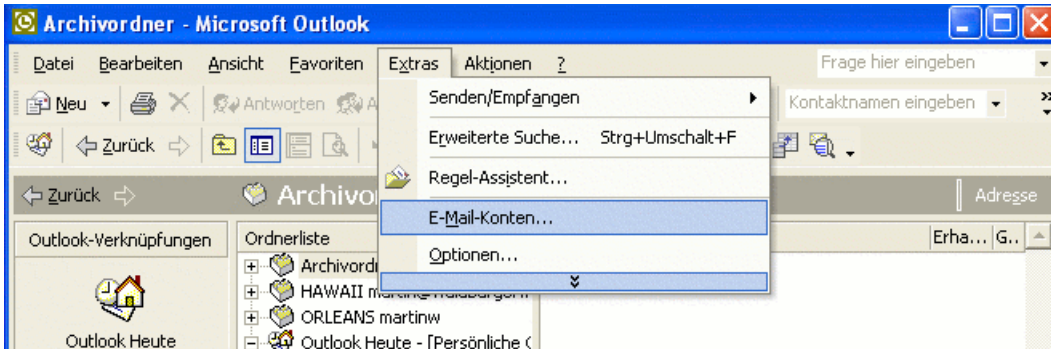 Archivordner - Microsoft Outlook
Datei Bearbeiten Ansicht Favoriten Extras Aktionen ? Frage hier eingeben
Neu Antworten A Kontaktnamen eingeben
Zurück
Zurück Archivo Adresse
Senden/Empfangen
Erweiterte Suche... Strg+Umschalt+F
Regel-Assistent...
E-Mail-Konten...
Optionen...
Outlook-Verknüpfungen Ordnerliste Erha... G..
Archivord
HAWAII
ORLEANS martinw
Outlook Heute Outlook Heute - [Persönliche